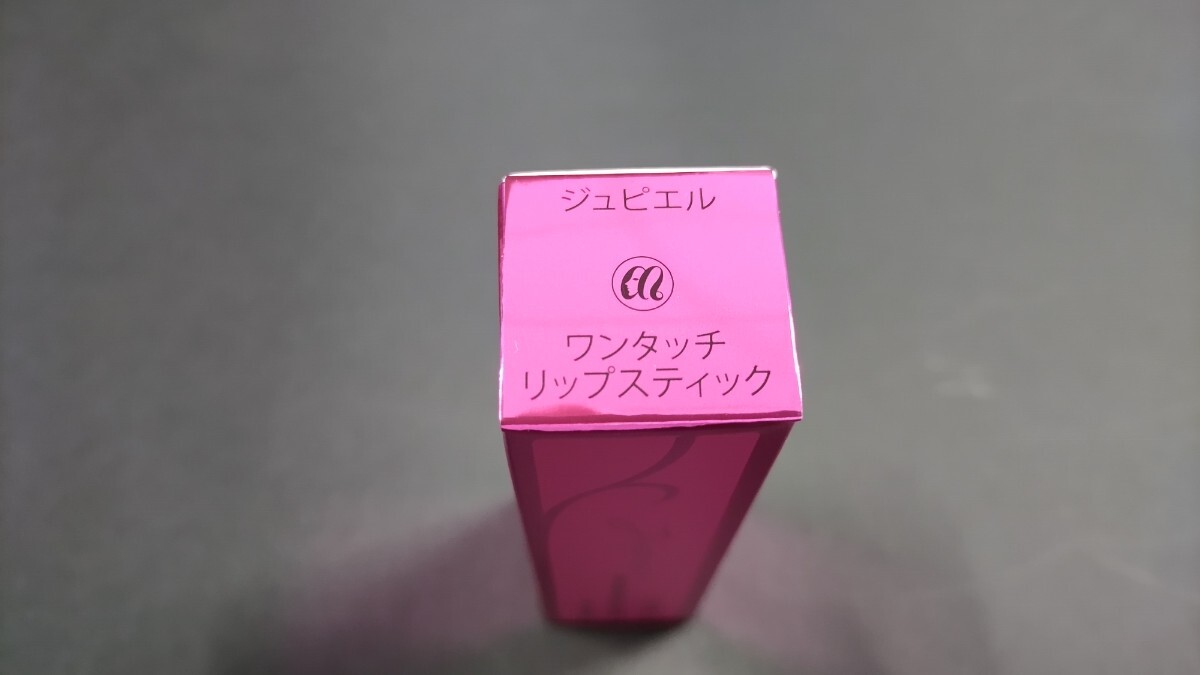 ジュピエル
ワンタッチ
リップスティック